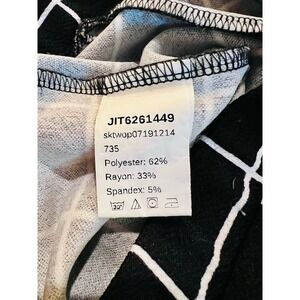 JIT6261449
sktwop07191214
735
Polyester: 62%
Rayon: 33%
Spandex: 5%